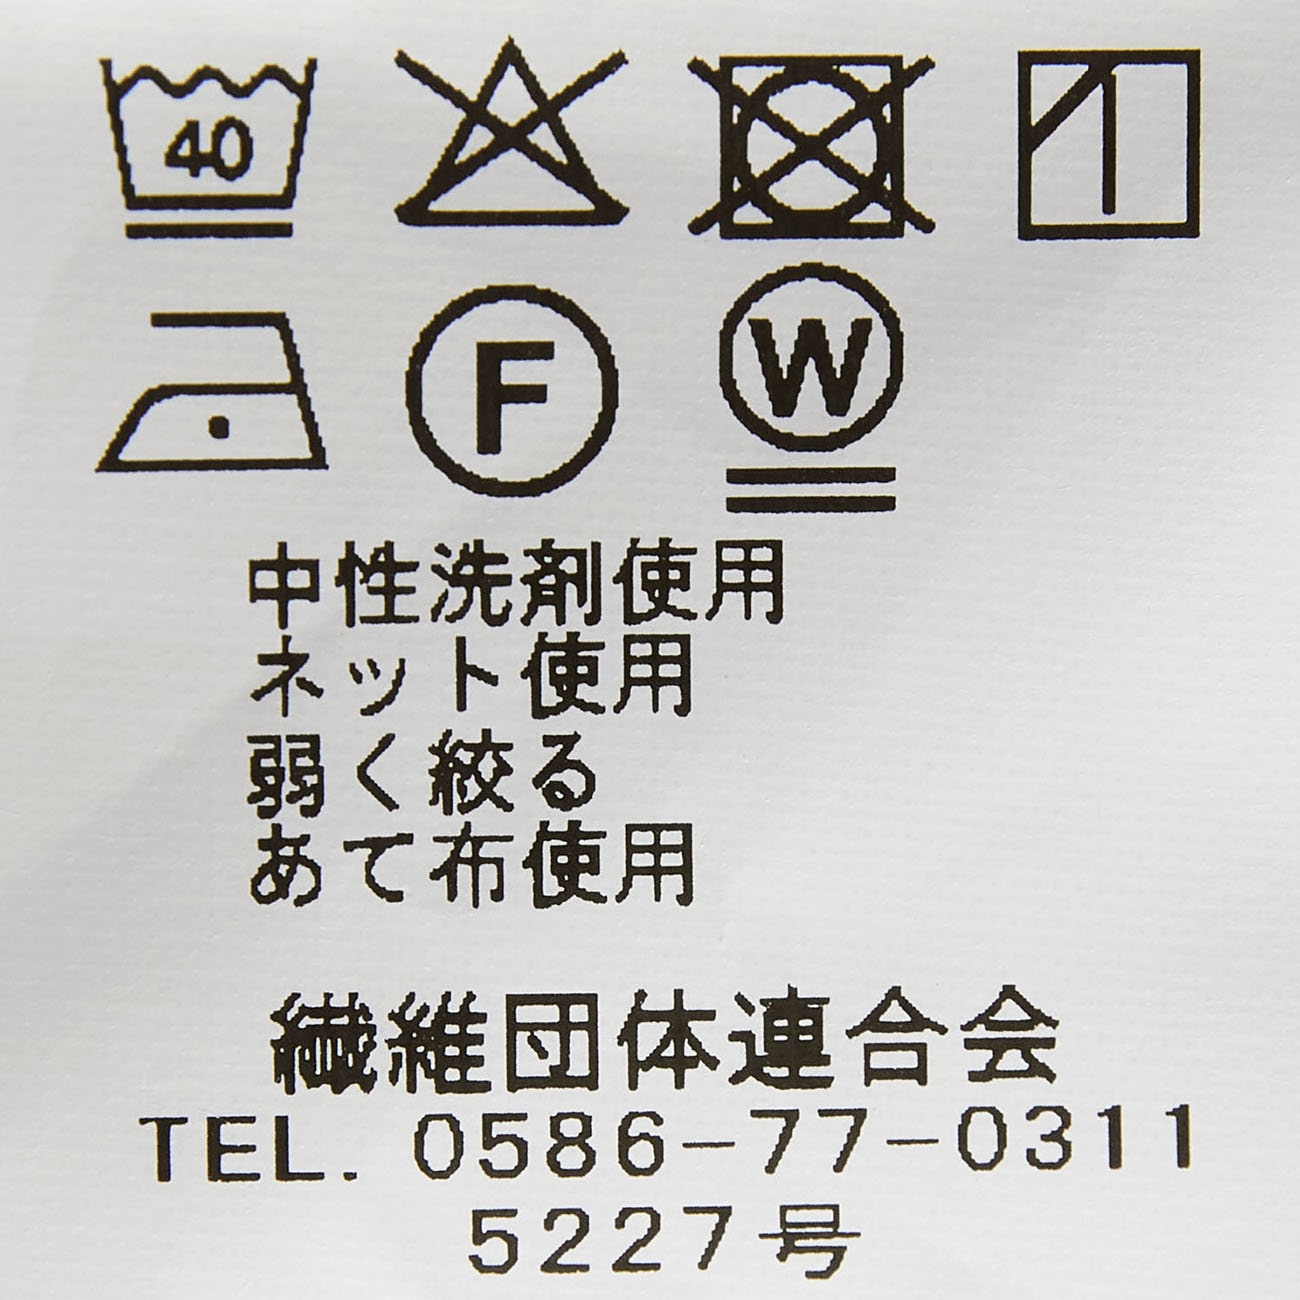 40
F
W
中性洗剤使用
ネット使用
弱く絞る
あて布使用
繊維団体連合会
TEL. 0586-77-0311
5227号